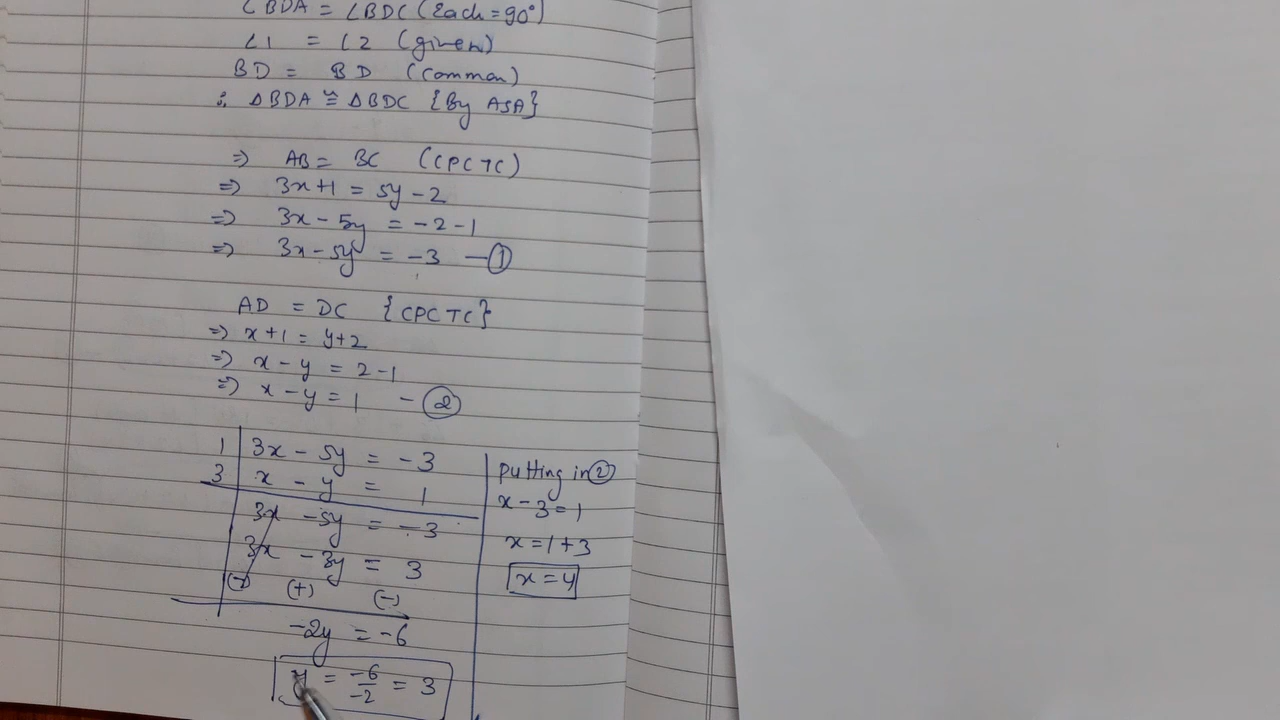 ∠BDA = ∠BDC (Each = 90°)
∠1 = ∠2 (given)
BD = BD (Common)
∴ ΔBDA ≅ ΔBDC {By ASA}
⇒ AB = BC (CPCTC)
⇒ 3x+1 = 5y-2
⇒ 3x-5y = -2-1
⇒ 3x-5y = -3 —①
AD = DC {CPCTC}
⇒ x+1 = y+2
⇒ x-y = 2-1
⇒ x-y = 1 -②
1 | 3x - 5y = -3
3 | x - y = 1
3x - 5y = -3
3x - 3y = 3
(-) (+) (-)
-2y = -6
y = -6/-2 = 3
putting in ②
x-3=1
x=1+3
x=4